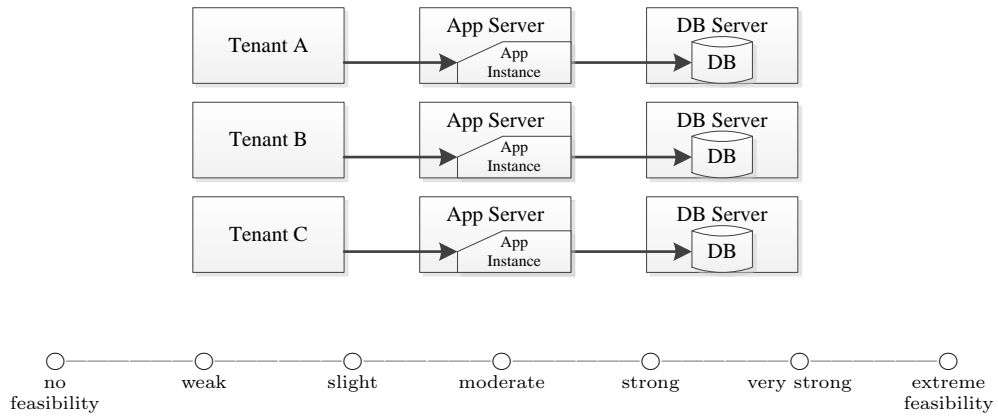 Tenant A
App Server
App
Instance
DB Server
DB
Tenant B
App Server
App
Instance
DB Server
DB
Tenant C
App Server
App
Instance
DB Server
DB
no
feasibility
weak
slight
moderate
strong
very strong
extreme
feasibility